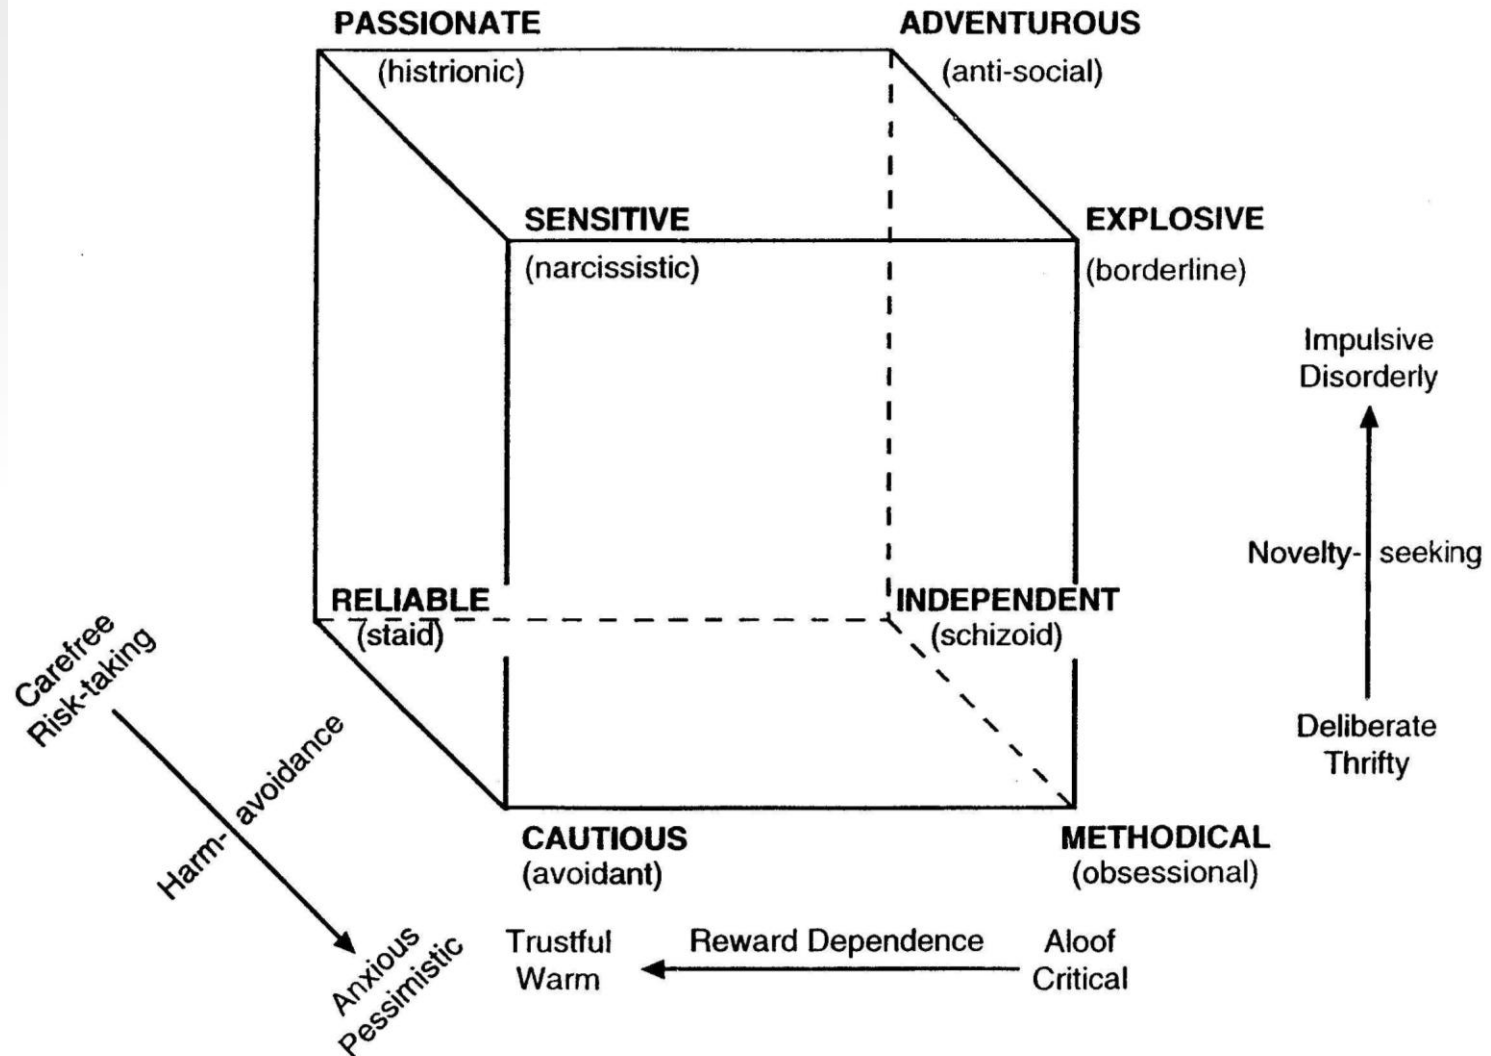 PASSIONATE
(histrionic)
ADVENTUROUS
(anti-social)
SENSITIVE
(narcissistic)
EXPLOSIVE
(borderline)
Impulsive
Disorderly
Novelty- seeking
Deliberate
Thrifty
RELIABLE
(staid)
INDEPENDENT
(schizoid)
Carefree
Risk-taking
Harm- avoidance
Anxious
Pessimistic
CAUTIOUS
(avoidant)
METHODICAL
(obsessional)
Trustful
Warm
Reward Dependence
Aloof
Critical